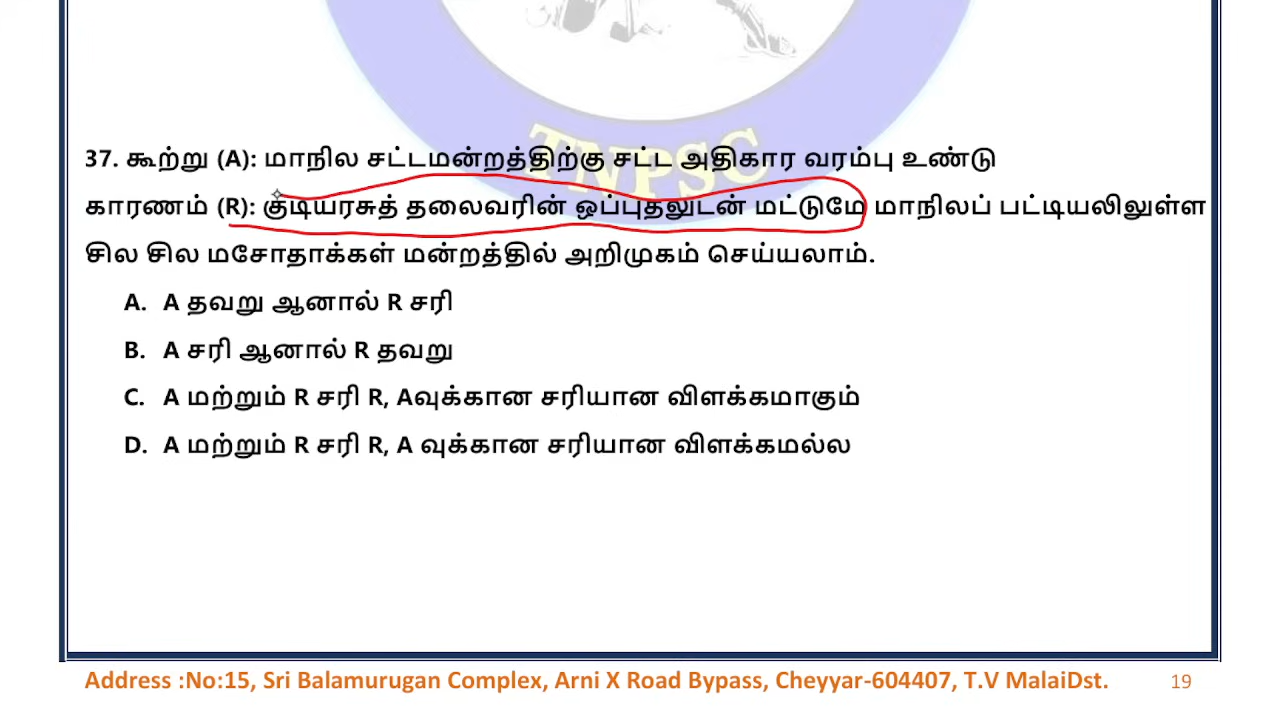 TNPSC
37. கூற்று (A): மாநில சட்டமன்றத்திற்கு சட்ட அதிகார வரம்பு உண்டு
காரணம் (R): குடியரசுத் தலைவரின் ஒப்புதலுடன் மட்டுமே மாநிலப் பட்டியலிலுள்ள
சில சில மசோதாக்கள் மன்றத்தில் அறிமுகம் செய்யலாம்.
A. A தவறு ஆனால் R சரி
B. A சரி ஆனால் R தவறு
C. A மற்றும் R சரி R, Aவுக்கான சரியான விளக்கமாகும்
D. A மற்றும் R சரி R, A வுக்கான சரியான விளக்கமல்ல
Address :No:15, Sri Balamurugan Complex, Arni X Road Bypass, Cheyyar-604407, T.V MalaiDst. 19